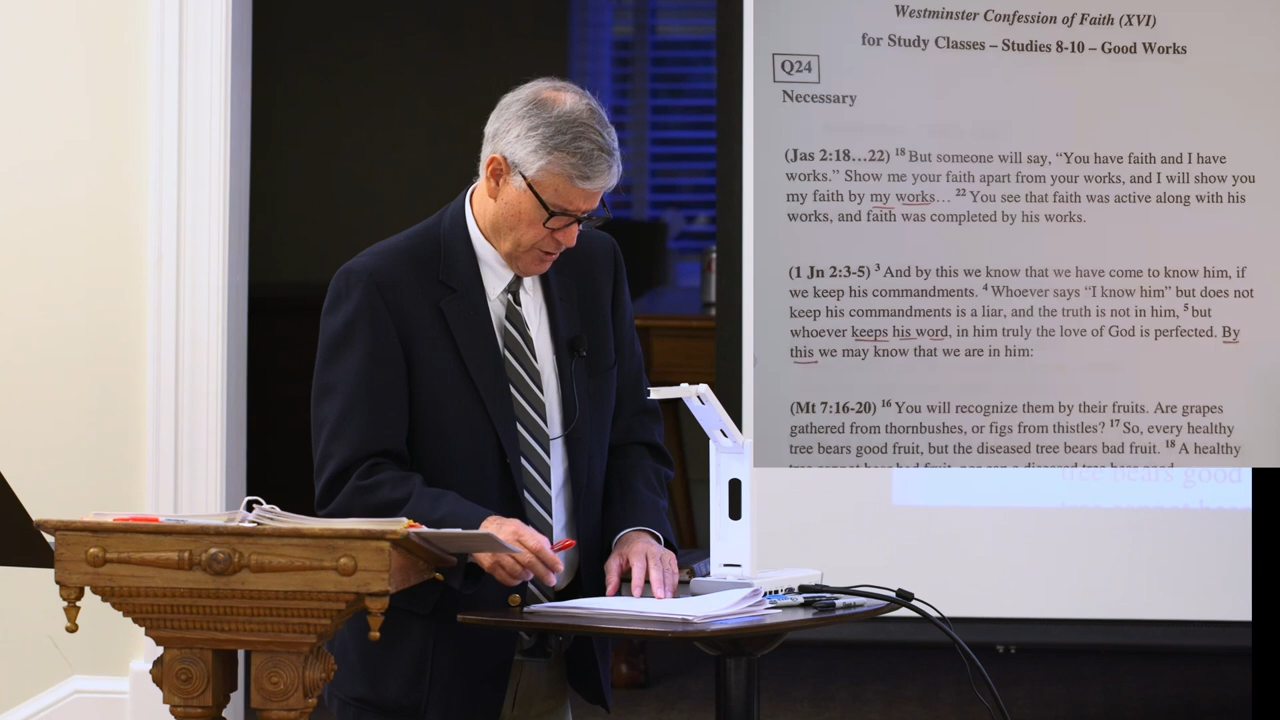 Westminster Confession of Faith (XVI)
for Study Classes – Studies 8-10 – Good Works
Q24
Necessary
(Jas 2:18…22) 18 But someone will say, “You have faith and I have
works.” Show me your faith apart from your works, and I will show you
my faith by my works… 22 You see that faith was active along with his
works, and faith was completed by his works.
(1 Jn 2:3-5) 3 And by this we know that we have come to know him, if
we keep his commandments. 4 Whoever says “I know him” but does not
keep his commandments is a liar, and the truth is not in him, 5 but
whoever keeps his word, in him truly the love of God is perfected. By
this we may know that we are in him:
(Mt 7:16-20) 16 You will recognize them by their fruits. Are grapes
gathered from thornbushes, or figs from thistles? 17 So, every healthy
tree bears good fruit, but the diseased tree bears bad fruit. 18 A healthy
tree bears good